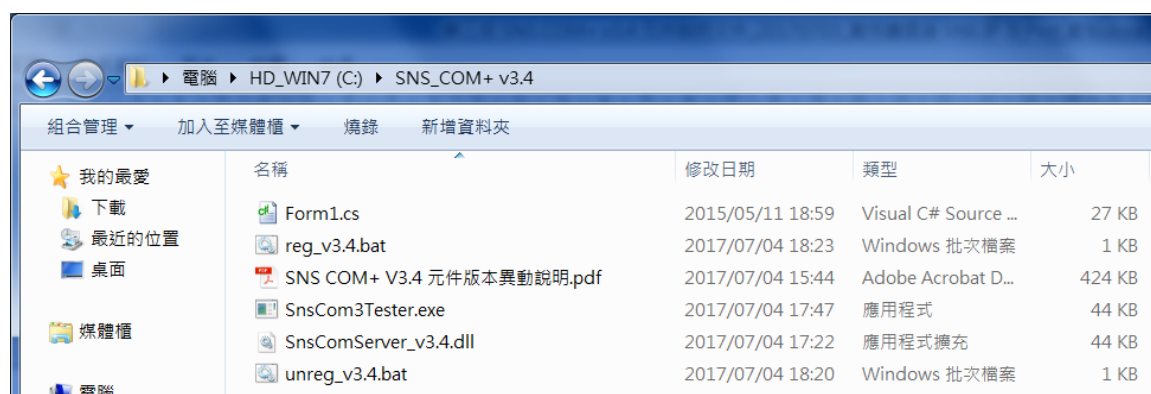 電腦 HD_WIN7 (C:) SNS_COM+ v3.4
組合管理 加入至媒體櫃 燒錄 新增資料夾
我的最愛
下載
最近的位置
桌面
媒體櫃
電腦
名稱 修改日期 類型 大小
Form1.cs 2015/05/11 18:59 Visual C# Source ... 27 KB
reg_v3.4.bat 2017/07/04 18:23 Windows 批次檔案 1 KB
SNS COM+ V3.4 元件版本異動說明.pdf 2017/07/04 15:44 Adobe Acrobat D... 424 KB
SnsCom3Tester.exe 2017/07/04 17:47 應用程式 44 KB
SnsComServer_v3.4.dll 2017/07/04 17:22 應用程式擴充 44 KB
unreg_v3.4.bat 2017/07/04 18:20 Windows 批次檔案 1 KB